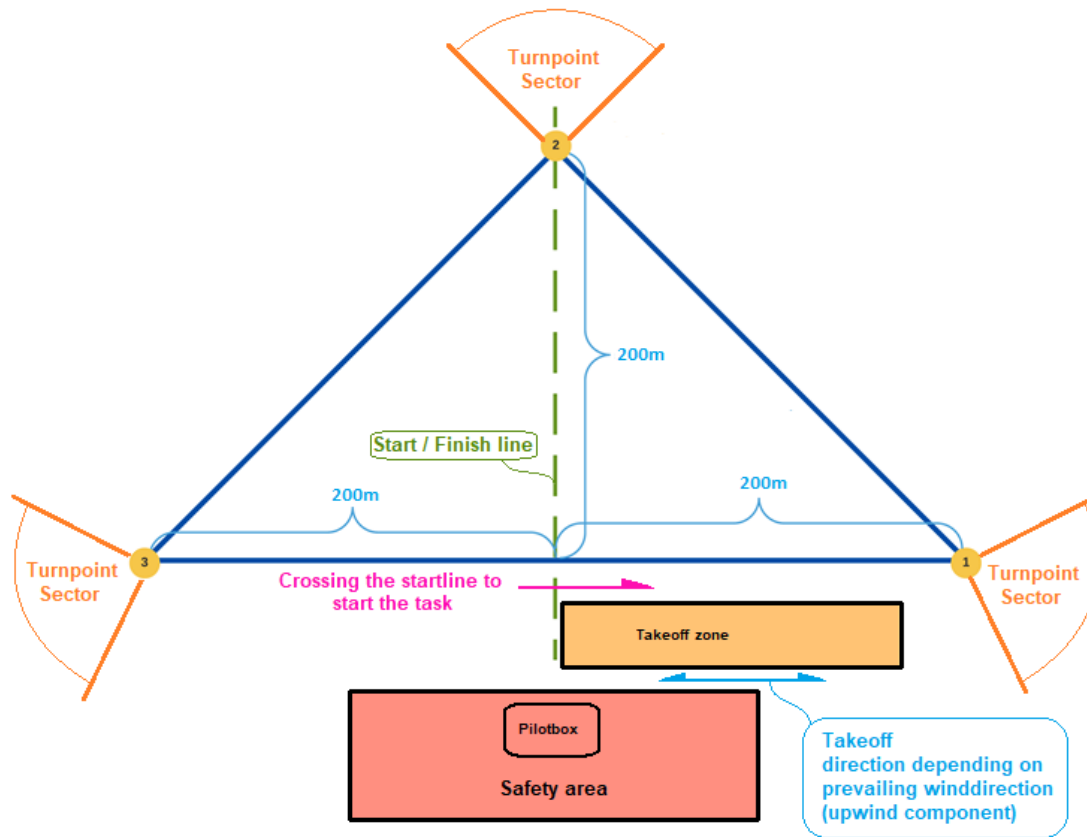 Turnpoint
Sector
2
200m
Start / Finish line
200m
200m
3
1
Turnpoint
Sector
Turnpoint
Sector
Crossing the startline to
start the task
Takeoff zone
Pilotbox
Safety area
Takeoff
direction depending on
prevailing winddirection
(upwind component)